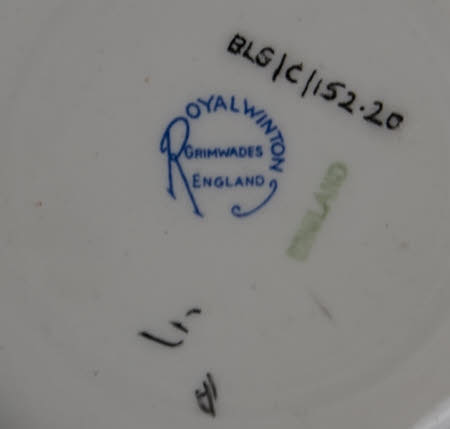 BLS/C/152.20
ROYAL WINTON
GRIMWADES
ENGLAND
ENGLAND